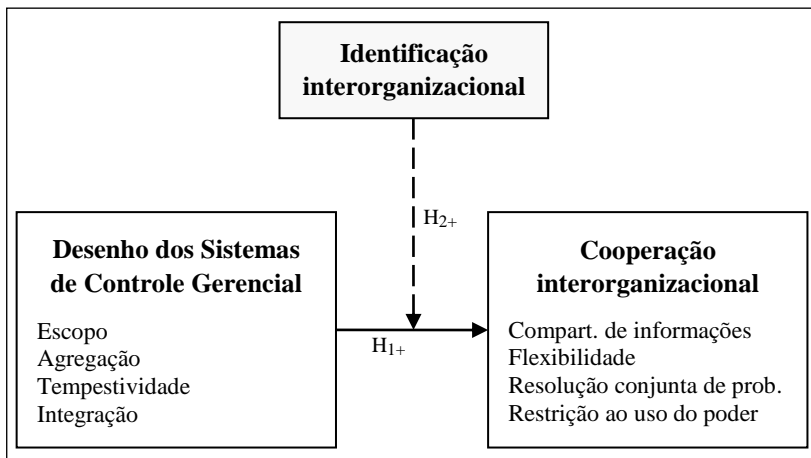 Identificação
interorganizacional
H2+
Desenho dos Sistemas
de Controle Gerencial
Escopo
Agregação
Tempestividade
Integração
H1+
Cooperação
interorganizacional
Compart. de informações
Flexibilidade
Resolução conjunta de prob.
Restrição ao uso do poder